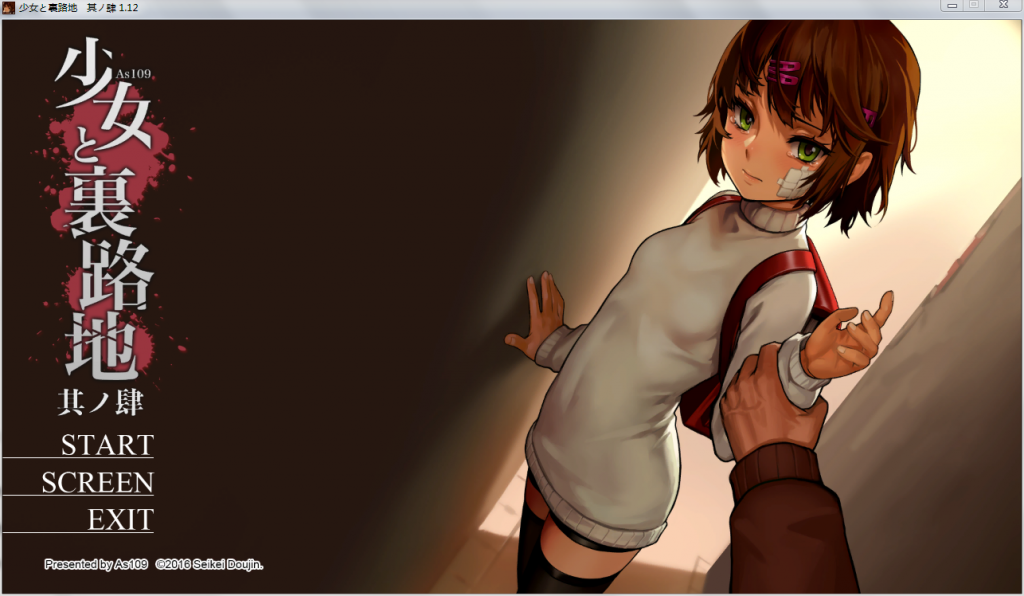 少女と裏路地 其ノ肆 1.12
As109
少女と裏路地
其ノ肆
START
SCREEN
EXIT
Presented by As109 ©2016 Seikei Doujin.